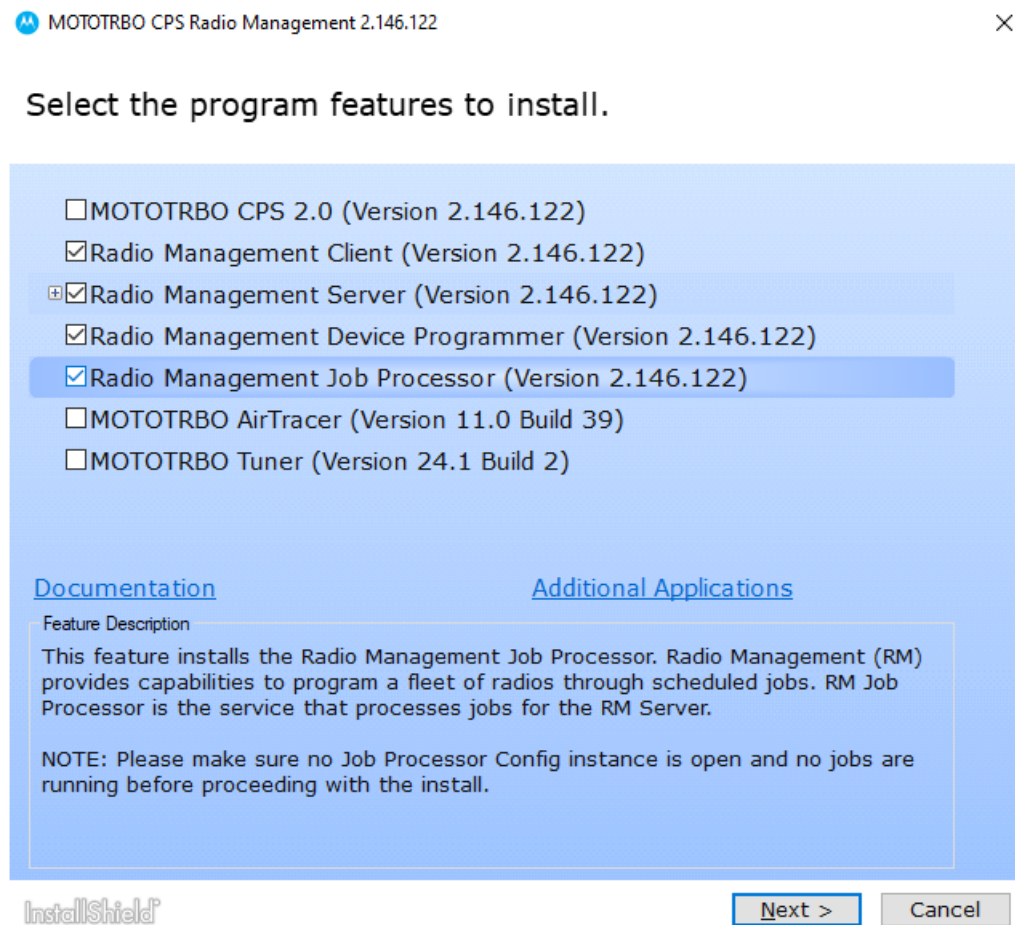 MOTOTRBO CPS Radio Management 2.146.122
Select the program features to install.
MOTOTRBO CPS 2.0 (Version 2.146.122)
Radio Management Client (Version 2.146.122)
Radio Management Server (Version 2.146.122)
Radio Management Device Programmer (Version 2.146.122)
Radio Management Job Processor (Version 2.146.122)
MOTOTRBO AirTracer (Version 11.0 Build 39)
MOTOTRBO Tuner (Version 24.1 Build 2)
Documentation Additional Applications
Feature Description
This feature installs the Radio Management Job Processor. Radio Management (RM)
provides capabilities to program a fleet of radios through scheduled jobs. RM Job
Processor is the service that processes jobs for the RM Server.
NOTE: Please make sure no Job Processor Config instance is open and no jobs are
running before proceeding with the install.
InstallShield Next > Cancel